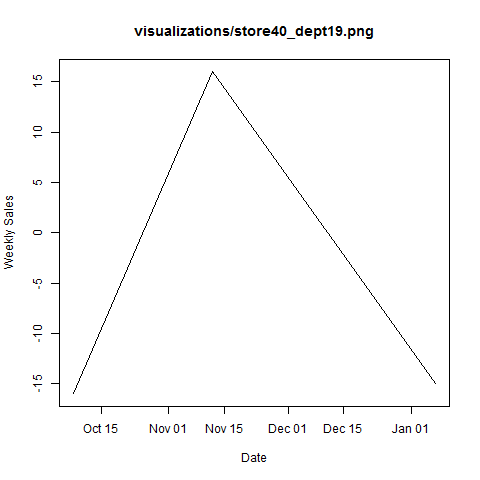 visualizations/store40_dept19.png
Weekly Sales
15
10
5
0
-5
-10
-15
Oct 15 Nov 01 Nov 15 Dec 01 Dec 15 Jan 01
Date